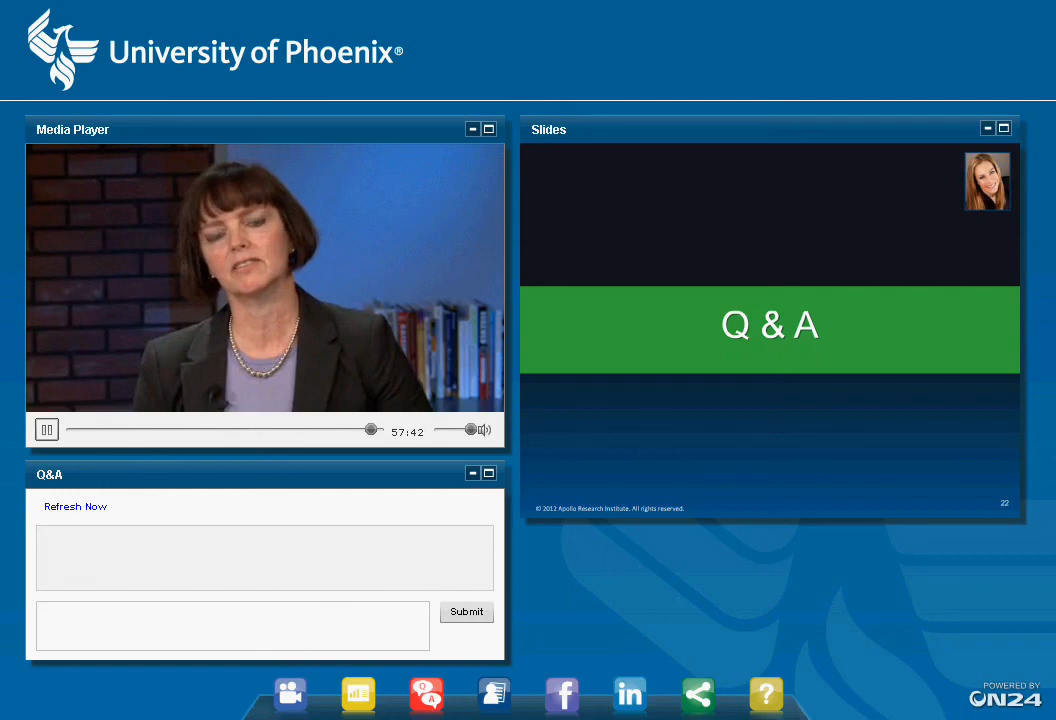 University of Phoenix®
Media Player
Slides
Q & A
57:42
© 2012 Apollo Research Institute. All rights reserved.
22
Q&A
Refresh Now
Submit
Q
A
f
in
?
POWERED BY
ON24